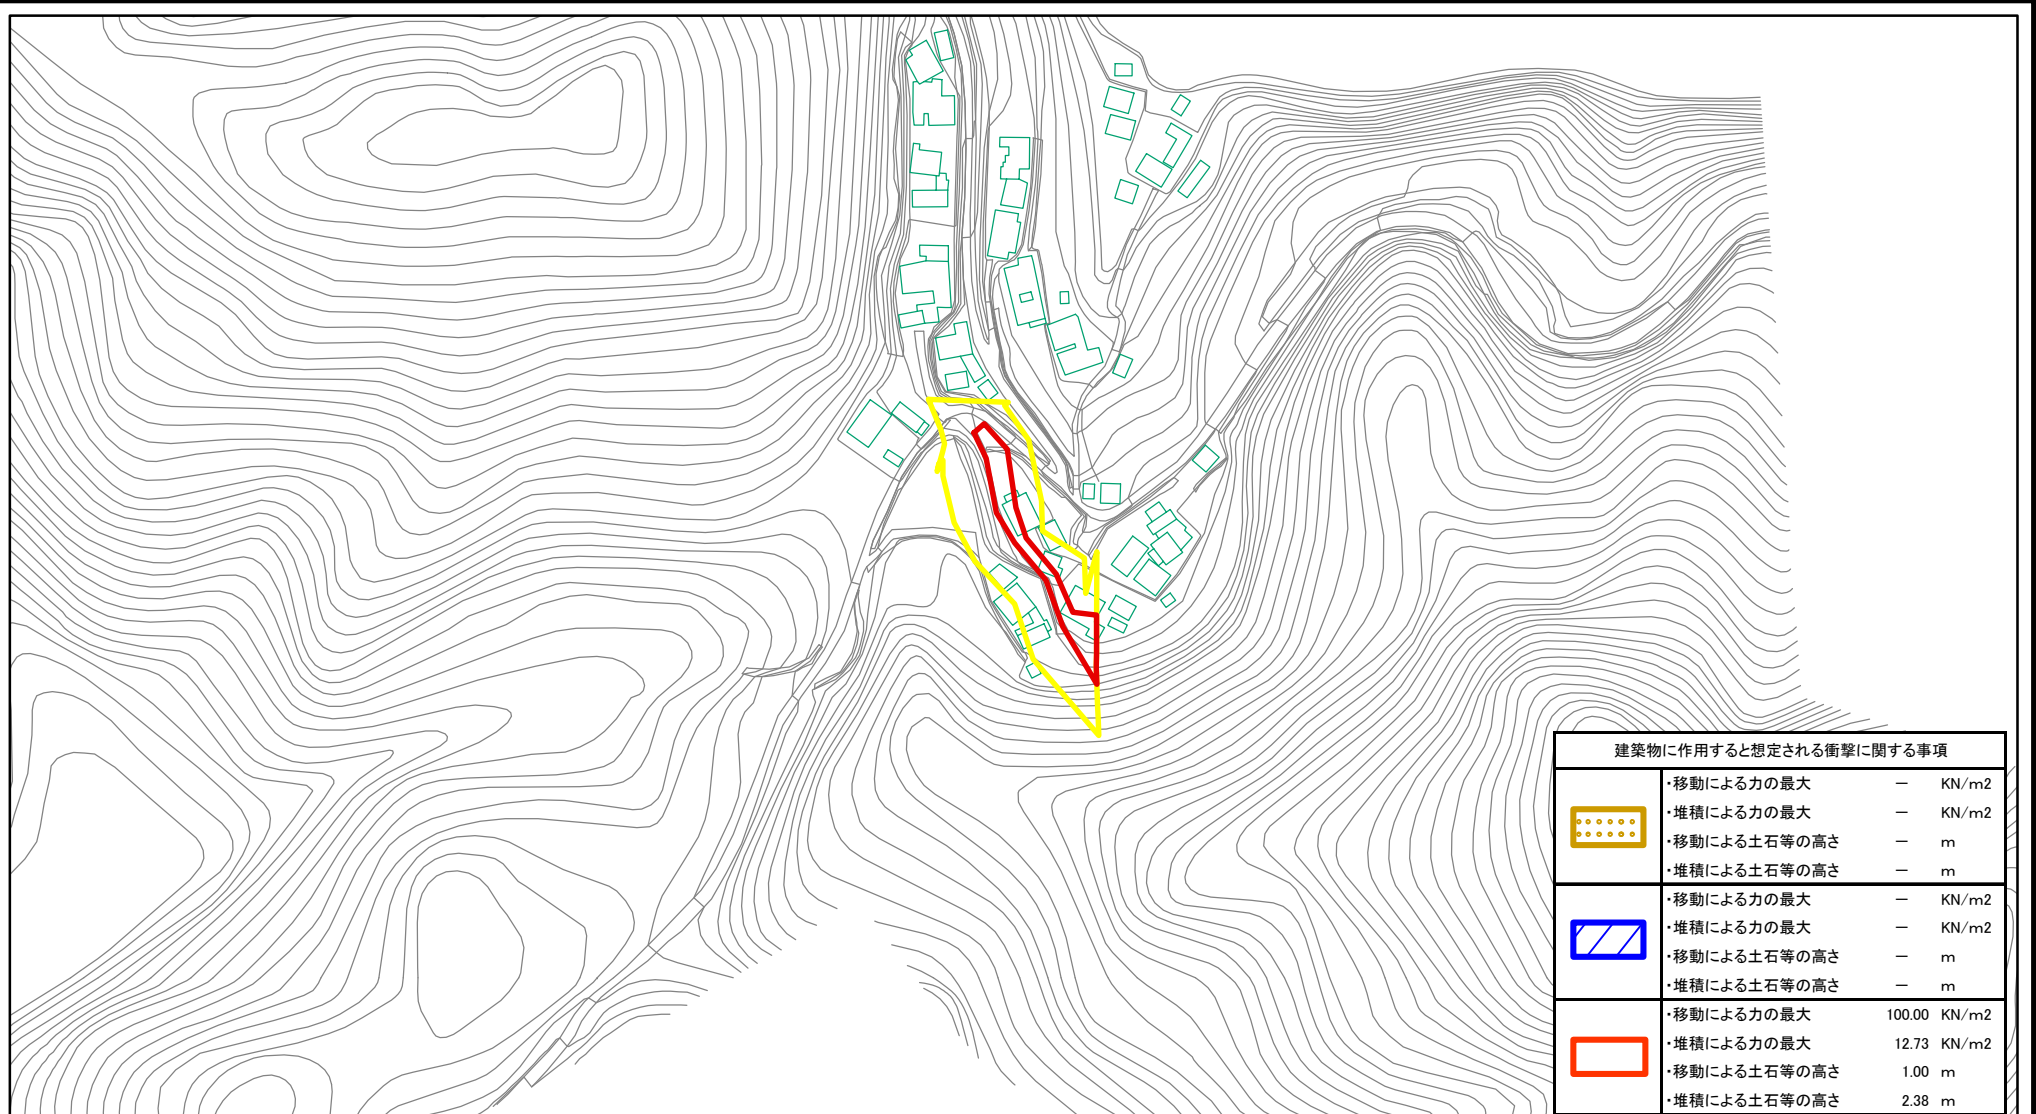 建築物に作用すると想定される衝撃に関する事項
・移動による力の最大 － KN/m2
・堆積による力の最大 － KN/m2
・移動による土石等の高さ － m
・堆積による土石等の高さ － m
・移動による力の最大 － KN/m2
・堆積による力の最大 － KN/m2
・移動による土石等の高さ － m
・堆積による土石等の高さ － m
・移動による力の最大 100.00 KN/m2
・堆積による力の最大 12.73 KN/m2
・移動による土石等の高さ 1.00 m
・堆積による土石等の高さ 2.38 m